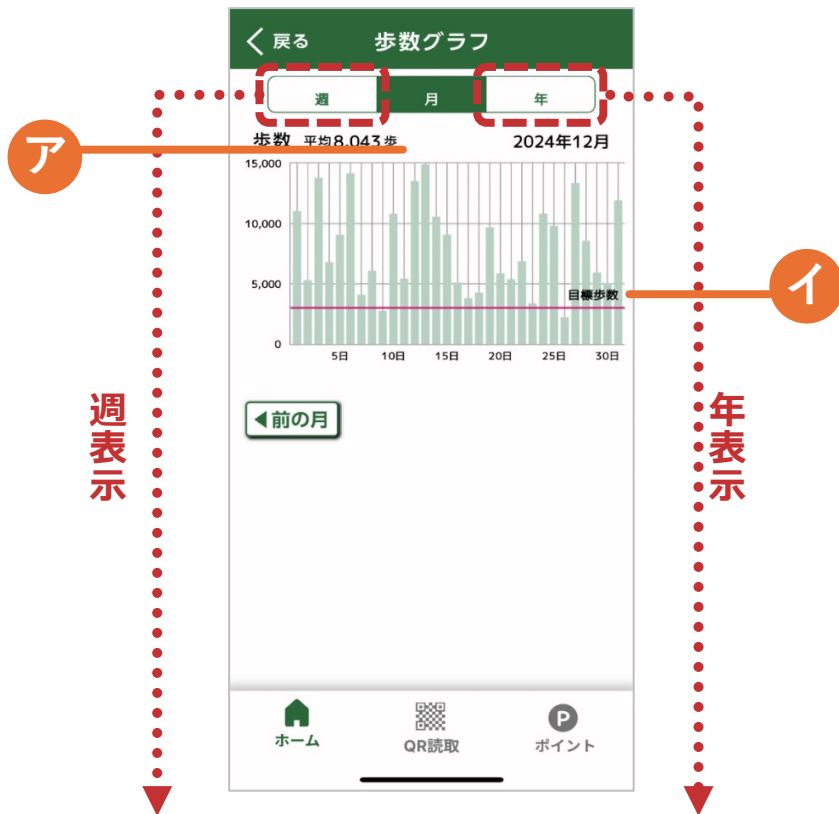 戻る 歩数グラフ
週 月 年
ア
歩数 平均8,043歩 2024年12月
15,000
10,000
5,000
0
目標歩数
イ
5日 10日 15日 20日 25日 30日
週表示
年表示
◀前の月
ホーム QR読取 ポイント
P